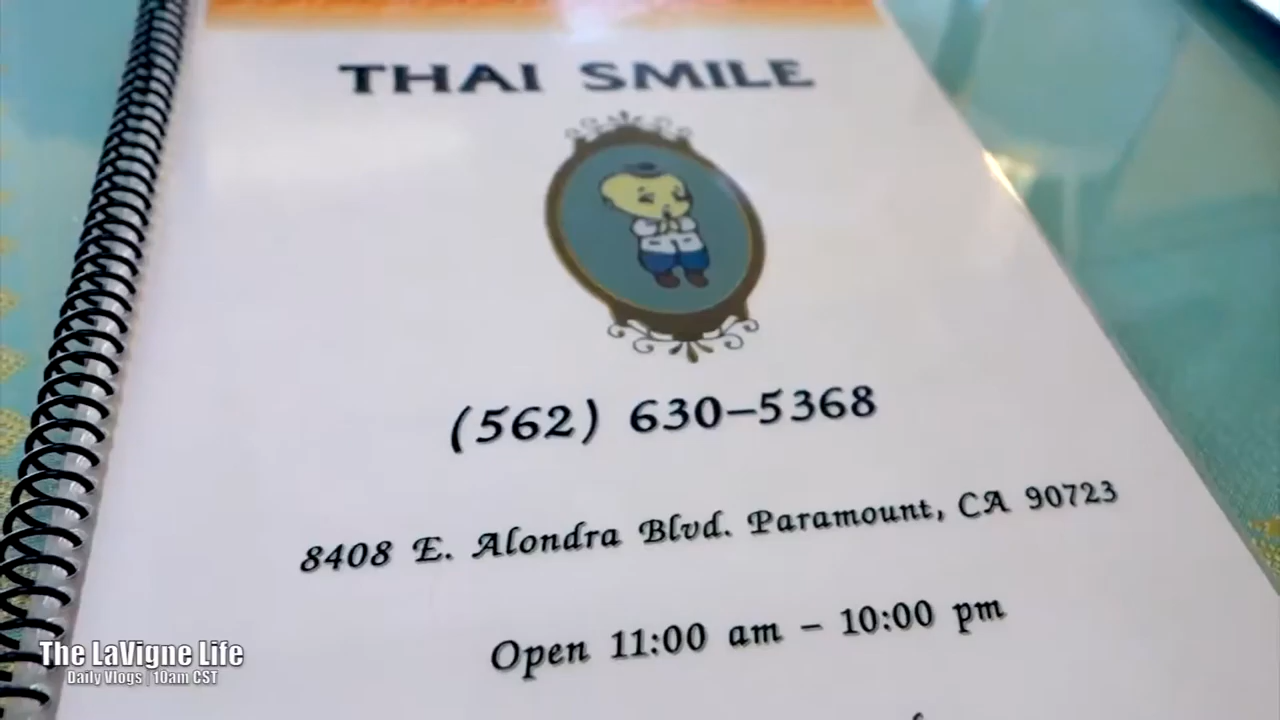 THAI SMILE
(562) 630-5368
8408 E. Alondra Blvd. Paramount, CA 90723
Open 11:00 am - 10:00 pm
The LaVigne Life
Daily Vlogs | 10am CST